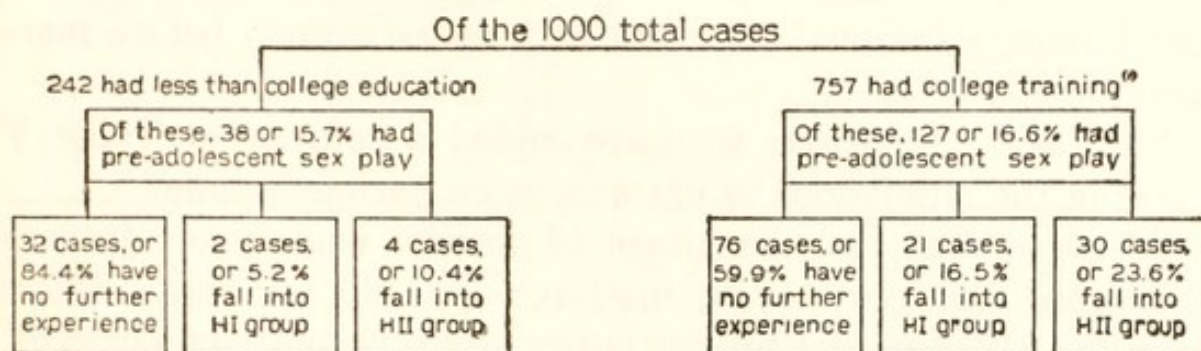 Of the 1000 total cases
242 had less than college education
757 had college training⁽¹⁾
Of these, 38 or 15.7% had
pre-adolescent sex play
Of these, 127 or 16.6% had
pre-adolescent sex play
32 cases, or
84.4% have
no further
experience
2 cases,
or 5.2%
fall into
HI group
4 cases,
or 10.4%
fall into
HII group
76 cases, or
59.9% have
no further
experience
21 cases,
or 16.5%
fall into
HI group
30 cases,
or 23.6%
fall into
HII group